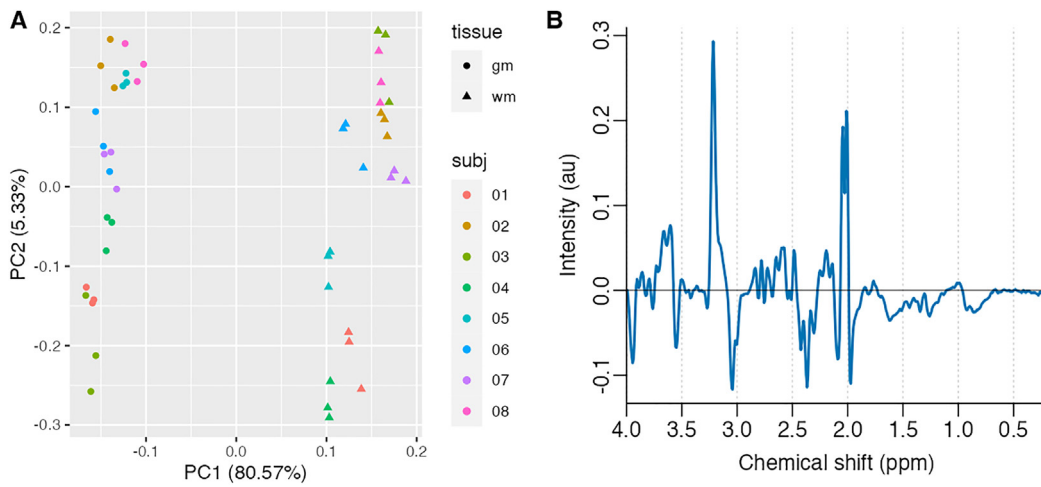 A
0.2
0.1
0.0
-0.1
-0.2
-0.3
PC2 (5.33%)
-0.1
0.0
0.1
0.2
PC1 (80.57%)
tissue
gm
wm
subj
01
02
03
04
05
06
07
08
B
0.3
0.2
0.1
0.0
-0.1
Intensity (au)
4.0 3.5 3.0 2.5 2.0 1.5 1.0 0.5
Chemical shift (ppm)